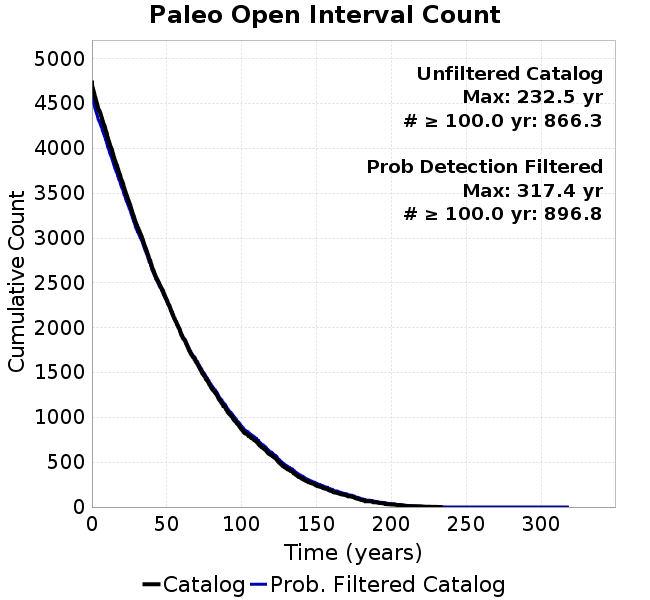 Paleo Open Interval Count
Unfiltered Catalog
Max: 232.5 yr
# ≥ 100.0 yr: 866.3
Prob Detection Filtered
Max: 317.4 yr
# ≥ 100.0 yr: 896.8
Cumulative Count
5000
4500
4000
3500
3000
2500
2000
1500
1000
500
0
0 50 100 150 200 250 300
Time (years)
Catalog Prob. Filtered Catalog